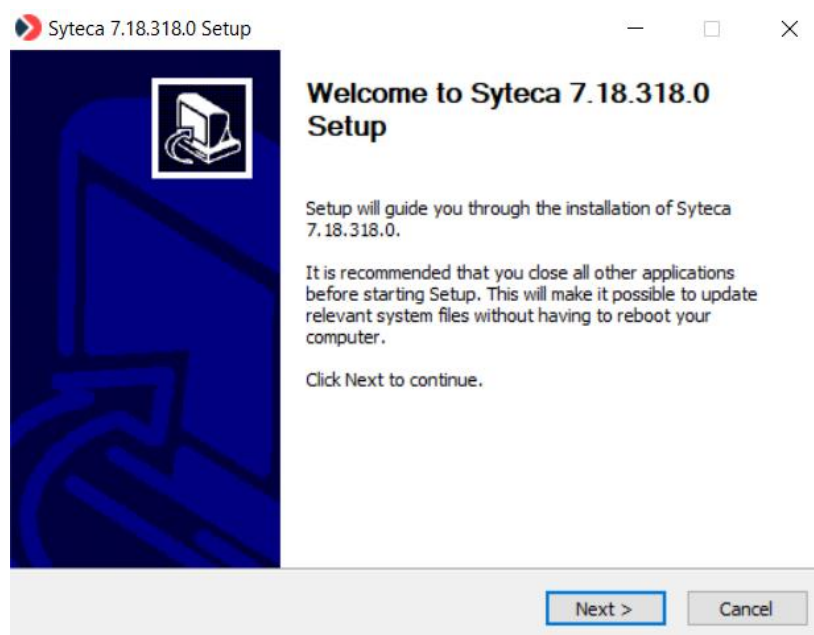 Syteca 7.18.318.0 Setup
Welcome to Syteca 7.18.318.0
Setup
Setup will guide you through the installation of Syteca
7.18.318.0.
It is recommended that you close all other applications
before starting Setup. This will make it possible to update
relevant system files without having to reboot your
computer.
Click Next to continue.
Next >
Cancel